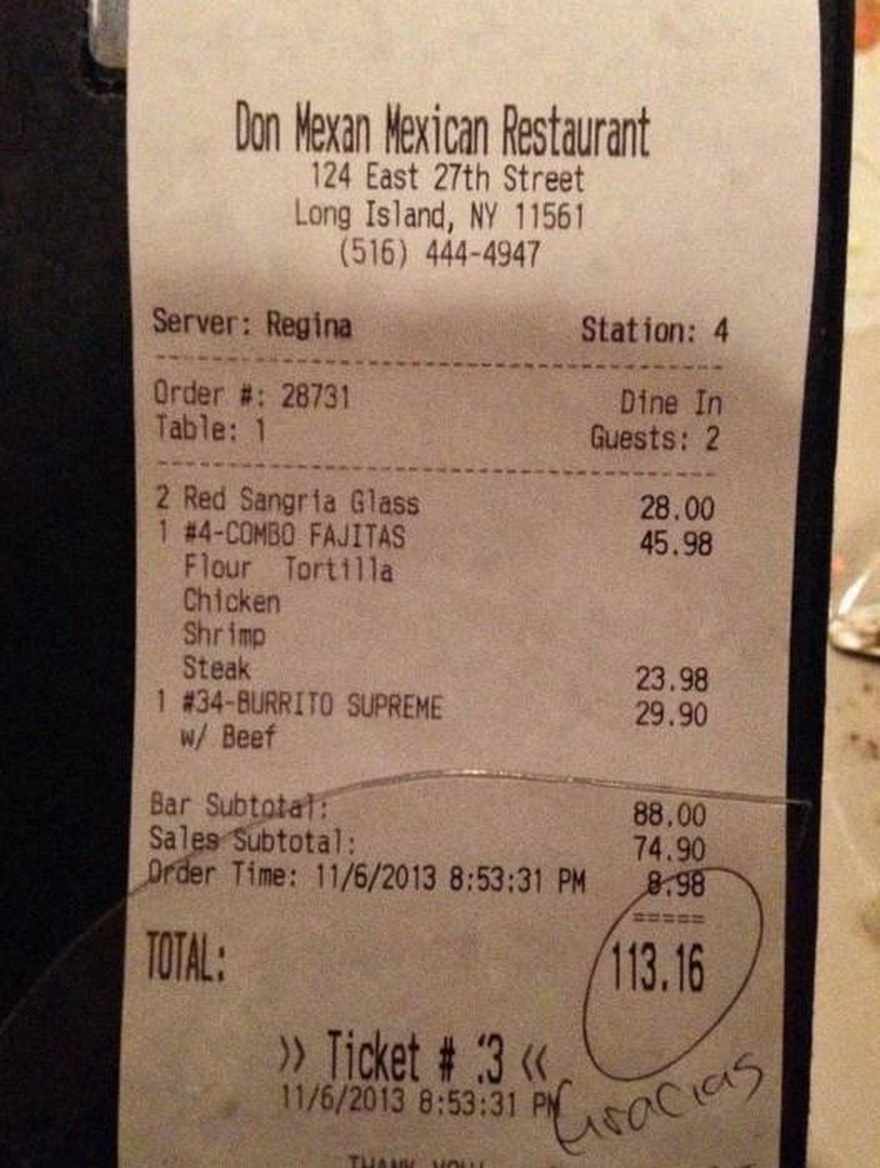 Don Mexan Mexican Restaurant
124 East 27th Street
Long Island, NY 11561
(516) 444-4947
Server: Regina Station: 4
Order #: 28731 Dine In
Table: 1 Guests: 2
2 Red Sangria Glass 28.00
1 #4-COMBO FAJITAS 45.98
Flour Tortilla
Chicken
Shrimp
Steak 23.98
1 #34-BURRITO SUPREME 29.90
w/ Beef
Bar Subtotal: 88.00
Sales Subtotal: 74.90
Order Time: 11/6/2013 8:53:31 PM 8.98
=====
TOTAL: 113.16
>> Ticket # :3 <<
11/6/2013 8:53:31 PM
Gracias
THANK YOU!